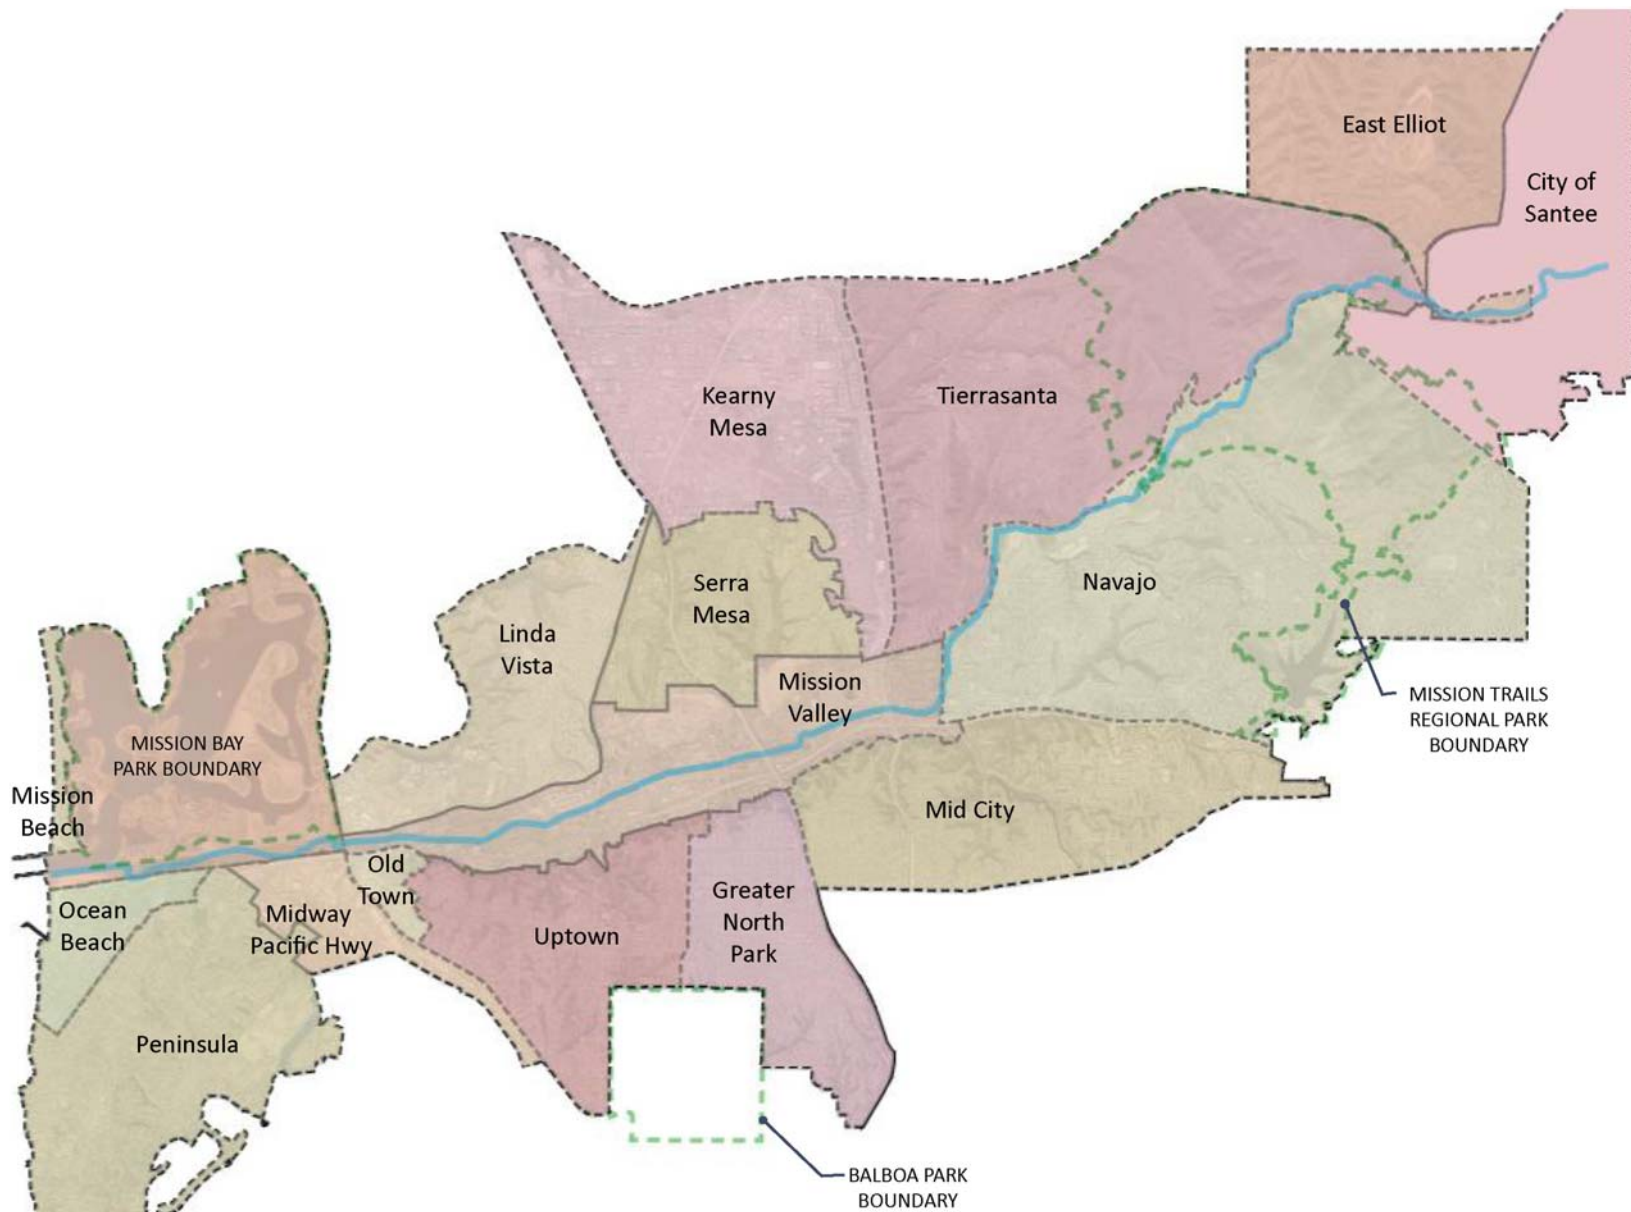 East Elliot
City of
Santee
Kearny
Mesa
Tierrasanta
Serra
Mesa
Navajo
Linda
Vista
Mission
Valley
MISSION TRAILS
REGIONAL PARK
BOUNDARY
MISSION BAY
PARK BOUNDARY
Mission
Beach
Mid City
Old
Town
Ocean
Beach
Midway
Pacific Hwy
Uptown
Greater
North
Park
Peninsula
BALBOA PARK
BOUNDARY